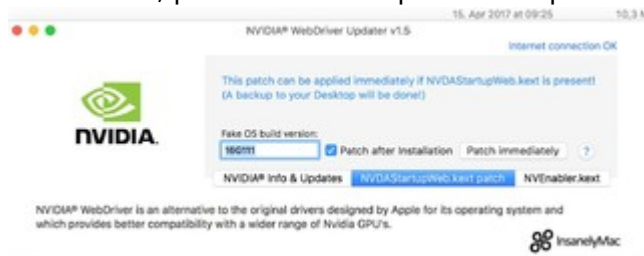 15. Apr 2017 at 09:25
10,3 M
NVIDIA® WebDriver Updater v1.5
Internet connection OK
This patch can be applied immediately if NVDAStartupWeb.kext is present!
(A backup to your Desktop will be done!)
NVIDIA.
Fake OS build version:
16G1111
Patch after Installation
Patch immediately
?
NVIDIA® Info & Updates
NVDAStartupWeb.kext patch
NVEnabler.kext
NVIDIA® WebDriver is an alternative to the original drivers designed by Apple for its operating system and
which provides better compatibility with a wider range of Nvidia GPU's.
InsanelyMac